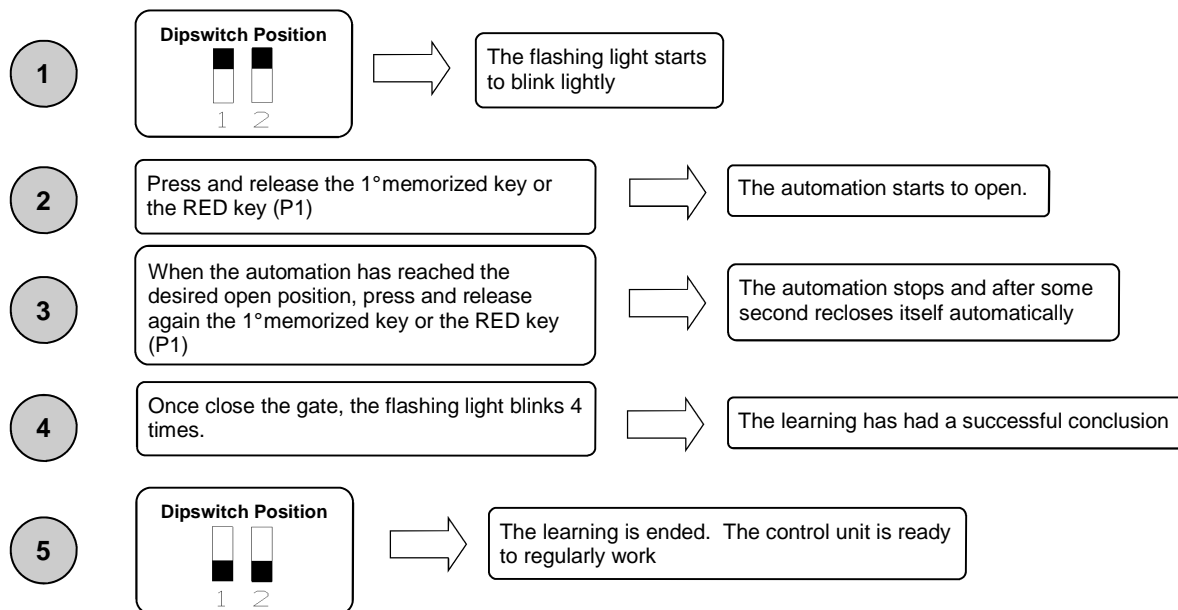 1
Dipswitch Position
1 2
The flashing light starts
to blink lightly
2
Press and release the 1°memorized key or
the RED key (P1)
The automation starts to open.
3
When the automation has reached the
desired open position, press and release
again the 1°memorized key or the RED key
(P1)
The automation stops and after some
second recloses itself automatically
4
Once close the gate, the flashing light blinks 4
times.
The learning has had a successful conclusion
5
Dipswitch Position
1 2
The learning is ended. The control unit is ready
to regularly work